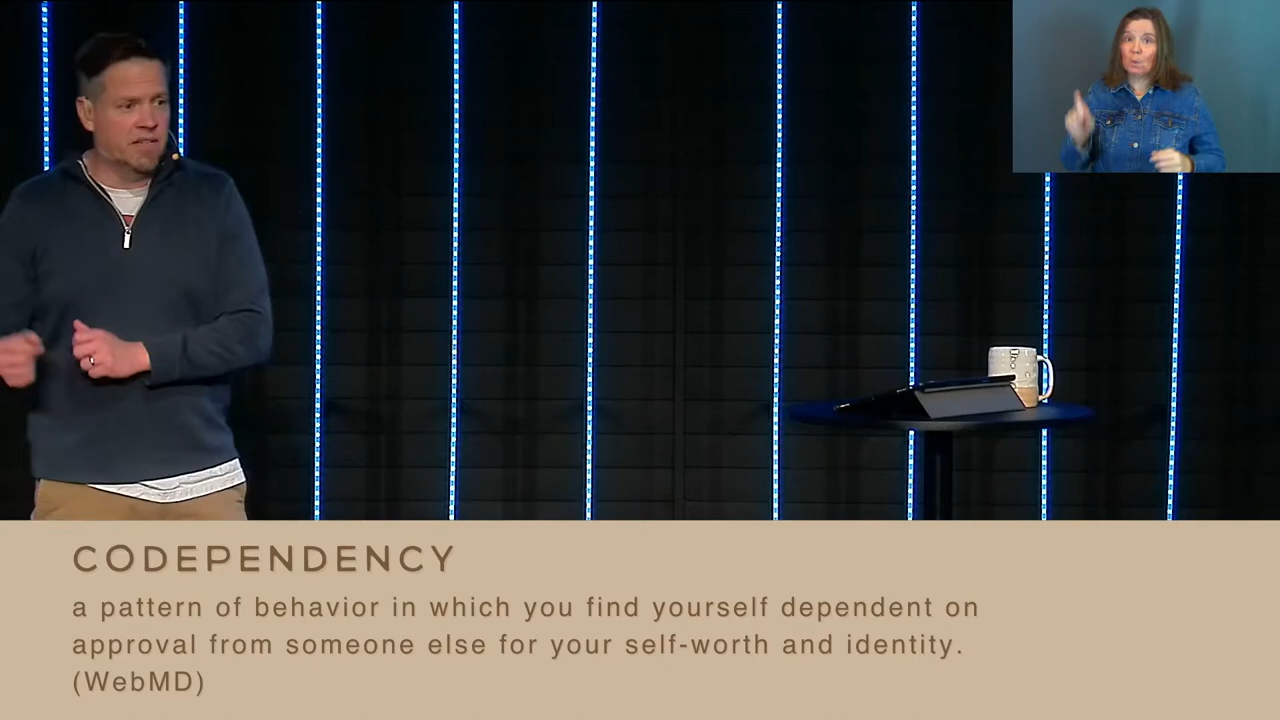 CODEPENDENCY
a pattern of behavior in which you find yourself dependent on
approval from someone else for your self-worth and identity.
(WebMD)